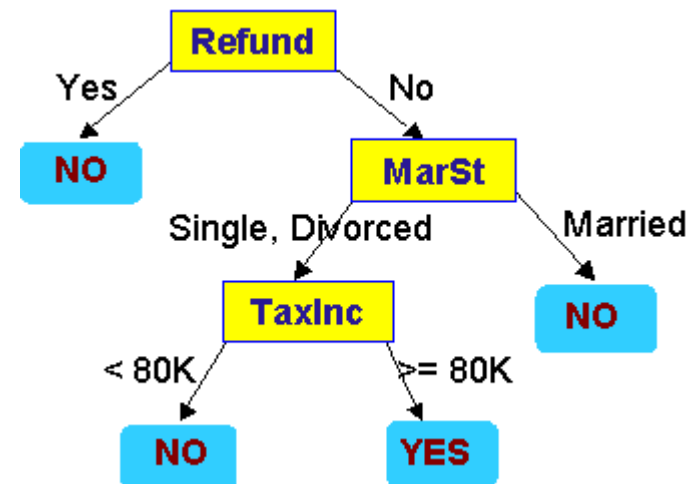 Refund
Yes
No
NO
MarSt
Single, Divorced
Married
TaxInc
NO
< 80K
>= 80K
NO
YES